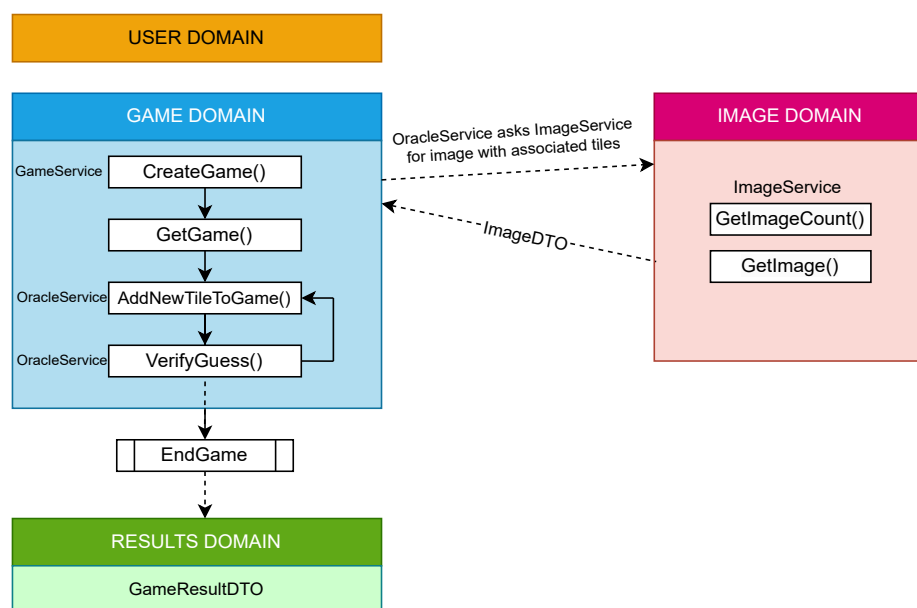 USER DOMAIN
GAME DOMAIN
GameService
CreateGame()
GetGame()
OracleService
AddNewTileToGame()
OracleService
VerifyGuess()
EndGame
RESULTS DOMAIN
GameResultDTO
OracleService asks ImageService
for image with associated tiles
ImageDTO
IMAGE DOMAIN
ImageService
GetImageCount()
GetImage()